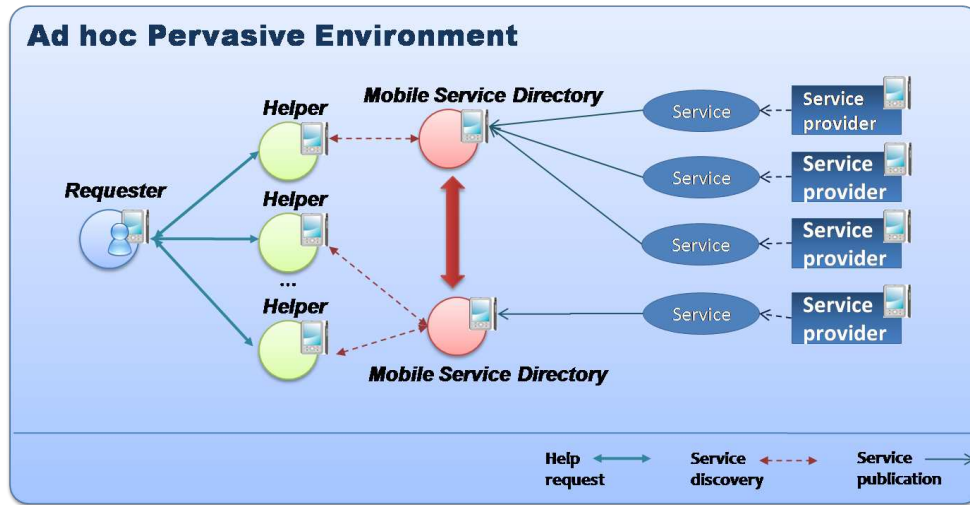 Ad hoc Pervasive Environment
Mobile Service Directory
Helper
Service
Service
provider
Service
Service
provider
Requester
Helper
Service
Service
provider
...
Helper
Service
Service
provider
Mobile Service Directory
Help
request
Service
discovery
Service
publication